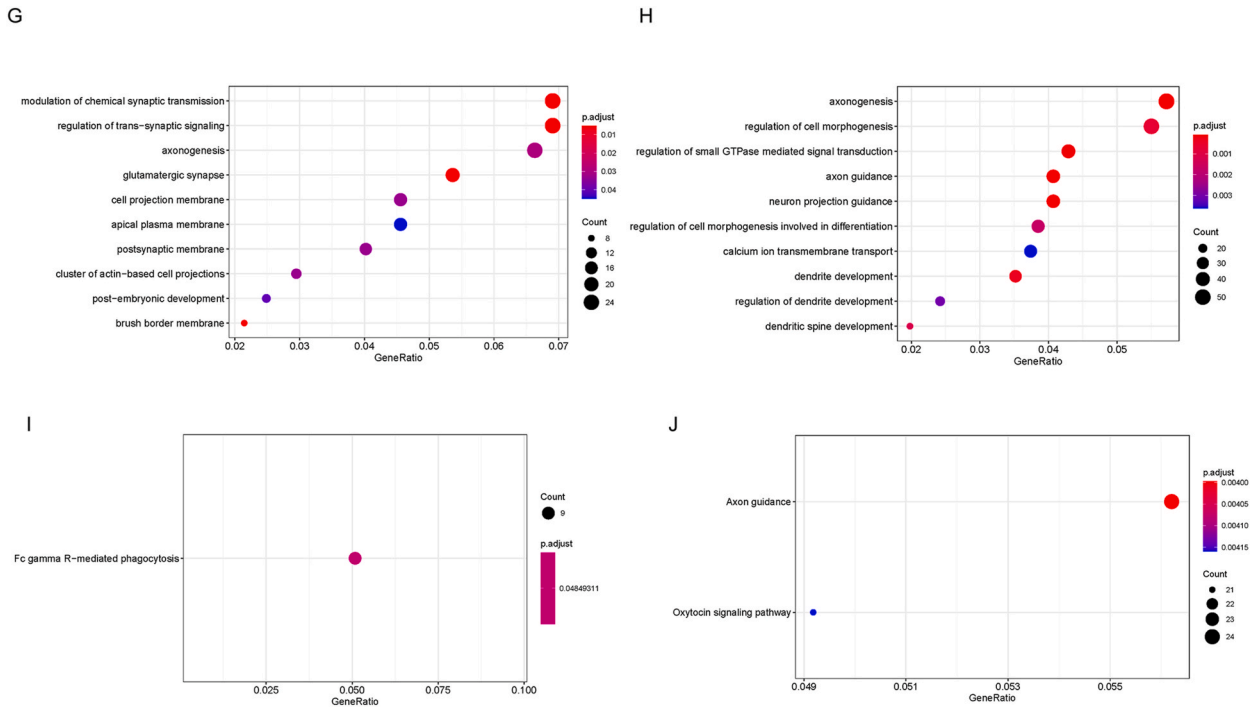 G
modulation of chemical synaptic transmission
regulation of trans−synaptic signaling
axonogenesis
glutamatergic synapse
cell projection membrane
apical plasma membrane
postsynaptic membrane
cluster of actin−based cell projections
post−embryonic development
brush border membrane
0.02 0.03 0.04 0.05 0.06 0.07
GeneRatio
p.adjust
0.01
0.02
0.03
0.04
Count
8
12
16
20
24
H
axonogenesis
regulation of cell morphogenesis
regulation of small GTPase mediated signal transduction
axon guidance
neuron projection guidance
regulation of cell morphogenesis involved in differentiation
calcium ion transmembrane transport
dendrite development
regulation of dendrite development
dendritic spine development
0.02 0.03 0.04 0.05
GeneRatio
p.adjust
0.001
0.002
0.003
Count
20
30
40
50
I
Fc gamma R−mediated phagocytosis
0.025 0.050 0.075 0.100
GeneRatio
Count
9
p.adjust
0.04849311
J
Axon guidance
Oxytocin signaling pathway
0.049 0.051 0.053 0.055
GeneRatio
p.adjust
0.00400
0.00405
0.00410
0.00415
Count
21
22
23
24